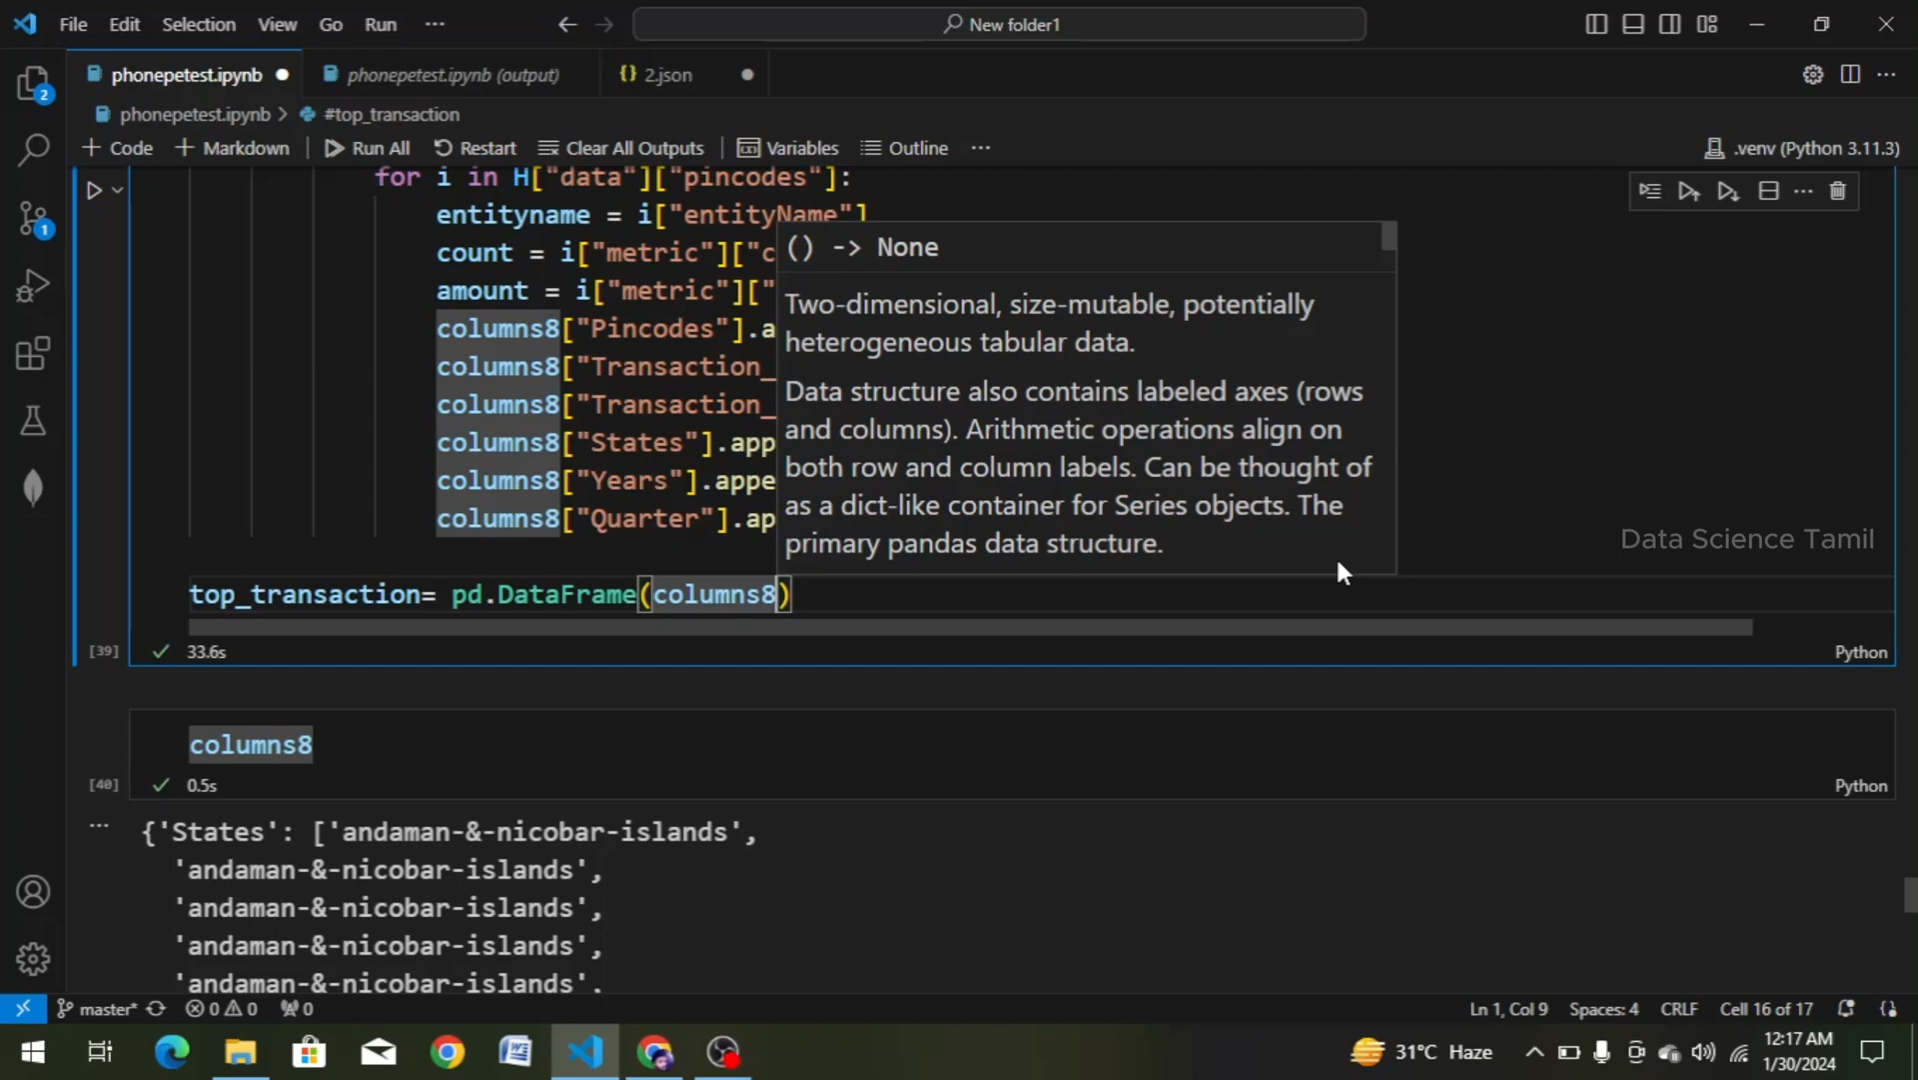 File Edit Selection View Go Run ···
New folder1
phonepetest.ipynb
phonepetest.ipynb (output)
{} 2.json
phonepetest.ipynb > #top_transaction
+ Code + Markdown Run All Restart Clear All Outputs Variables Outline ···
.venv (Python 3.11.3)
for i in H["data"]["pincodes"]:
entityname = i["entityName"]
count = i["metric"]["c
amount = i["metric"]["
columns8["Pincodes"].a
columns8["Transaction_
columns8["Transaction_
columns8["States"].app
columns8["Years"].appe
columns8["Quarter"].ap
() -> None
Two-dimensional, size-mutable, potentially
heterogeneous tabular data.
Data structure also contains labeled axes (rows
and columns). Arithmetic operations align on
both row and column labels. Can be thought of
as a dict-like container for Series objects. The
primary pandas data structure.
Data Science Tamil
top_transaction= pd.DataFrame(columns8)
[39] ✓ 33.6s Python
columns8
[40] ✓ 0.5s Python
{'States': ['andaman-&-nicobar-islands',
'andaman-&-nicobar-islands',
'andaman-&-nicobar-islands',
'andaman-&-nicobar-islands',
'andaman-&-nicobar-islands',
master* 0 0 0
Ln 1, Col 9 Spaces: 4 CRLF Cell 16 of 17
2
1
31°C Haze
12:17 AM
1/30/2024